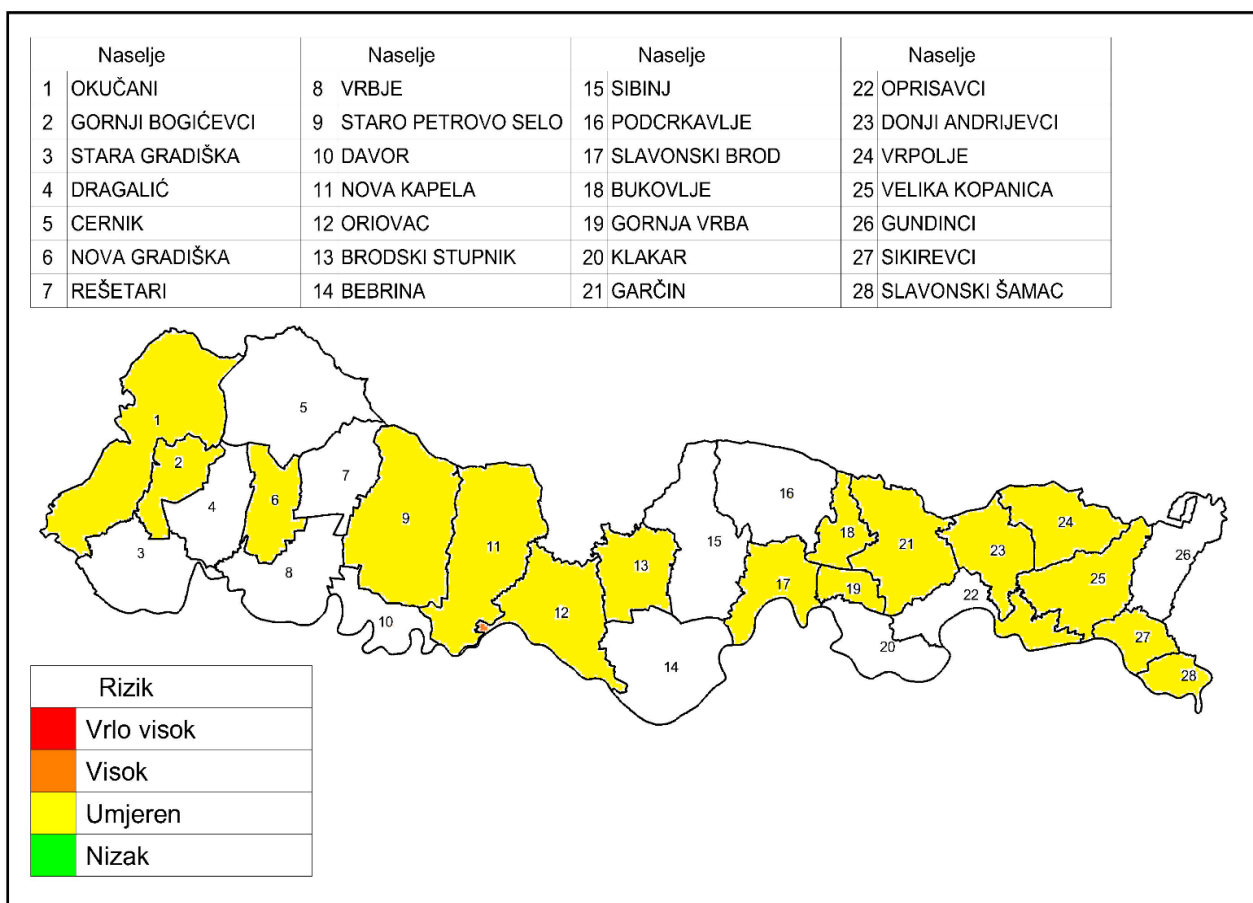 Naselje Naselje Naselje Naselje
1 OKUČANI 8 VRBJE 15 SIBINJ 22 OPRISAVCI
2 GORNJI BOGIĆEVCI 9 STARO PETROVO SELO 16 PODCRKAVLJE 23 DONJI ANDRIJEVCI
3 STARA GRADIŠKA 10 DAVOR 17 SLAVONSKI BROD 24 VRPOLJE
4 DRAGALIĆ 11 NOVA KAPELA 18 BUKOVLJE 25 VELIKA KOPANICA
5 CERNIK 12 ORIOVAC 19 GORNJA VRBA 26 GUNDINCI
6 NOVA GRADIŠKA 13 BRODSKI STUPNIK 20 KLAKAR 27 SIKIREVCI
7 REŠETARI 14 BEBRINA 21 GARČIN 28 SLAVONSKI ŠAMAC
5
1
2
7
16
6
4
9
24
18
21
15
11
23
26
3
8
13
25
17
19
22
12
10
27
20
14
28
Rizik
Vrlo visok
Visok
Umjeren
Nizak